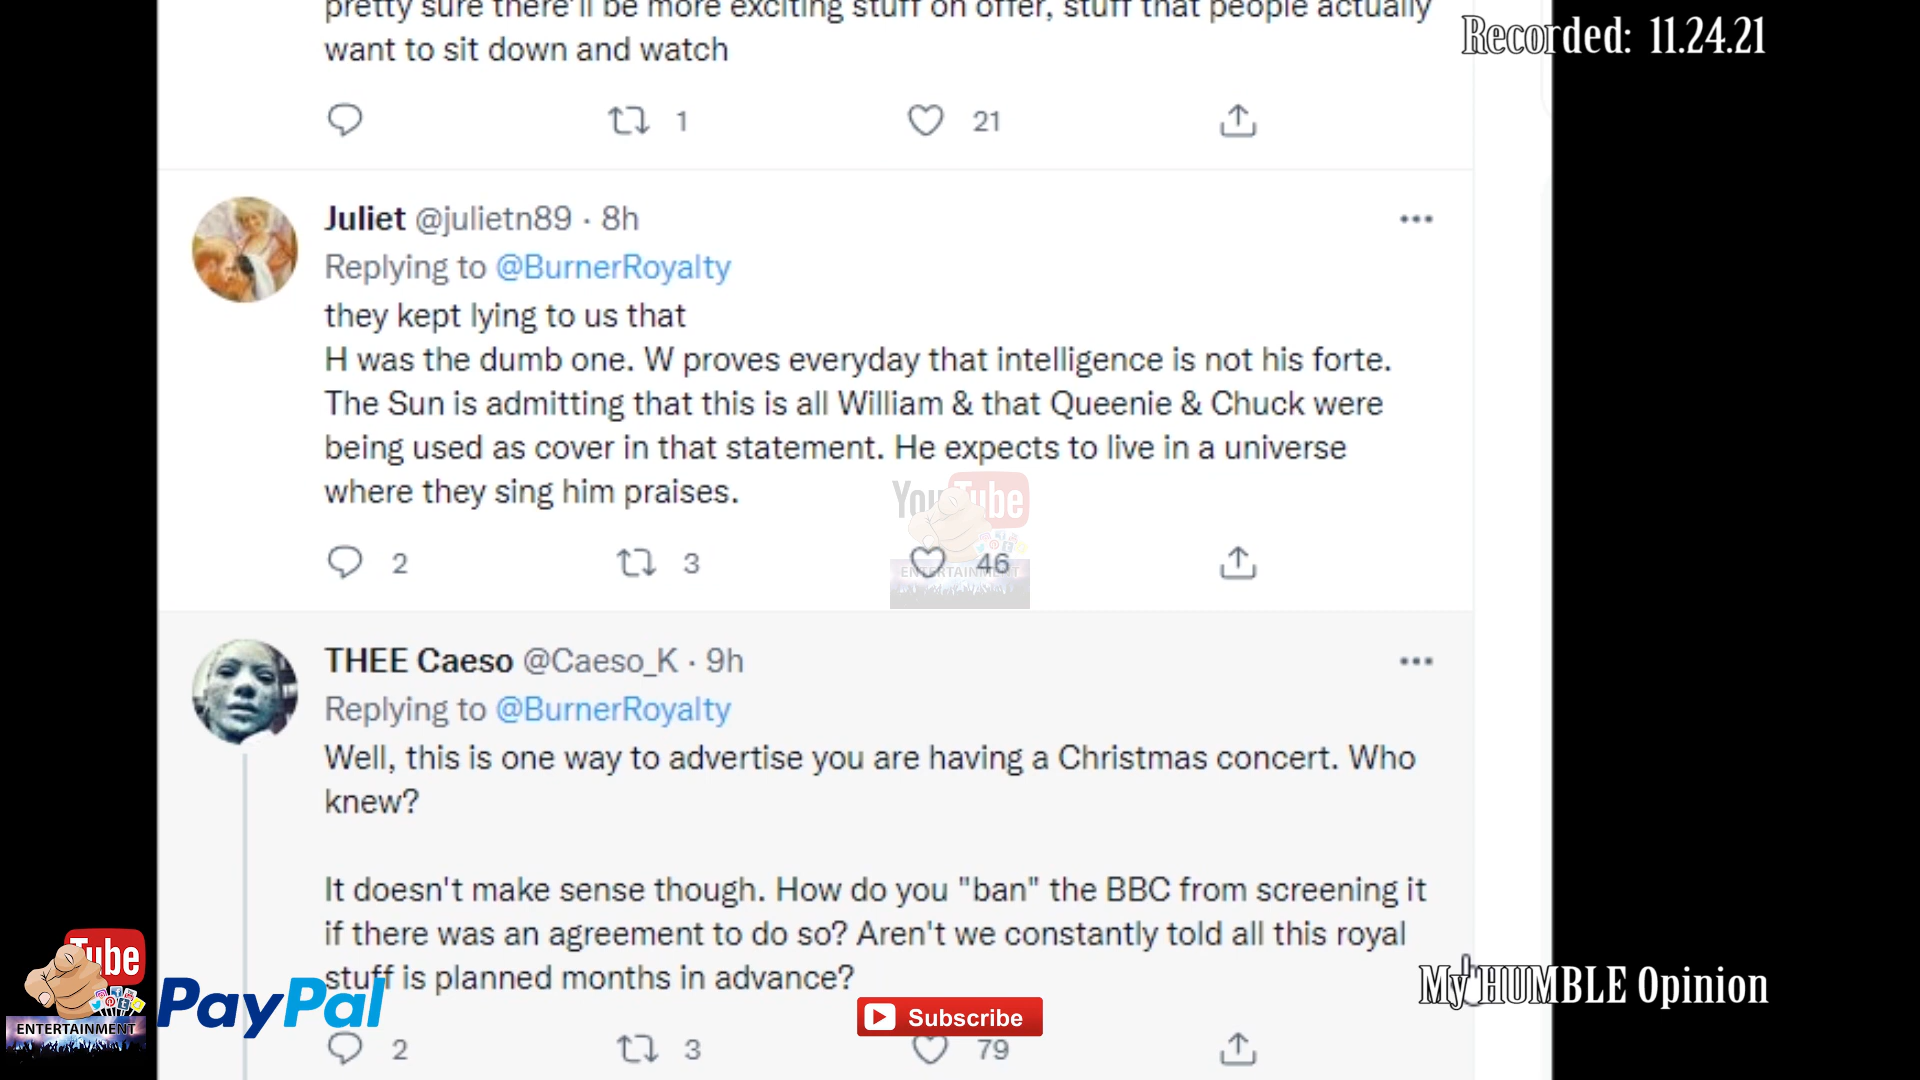 pretty sure there'll be more exciting stuff on offer, stuff that people actually
want to sit down and watch
Recorded: 11.24.21
1
21
Juliet @julietn89 · 8h
Replying to @BurnerRoyalty
they kept lying to us that
H was the dumb one. W proves everyday that intelligence is not his forte.
The Sun is admitting that this is all William & that Queenie & Chuck were
being used as cover in that statement. He expects to live in a universe
where they sing him praises.
YouTube
ENTERTAINMENT
2
3
46
THEE Caeso @Caeso_K · 9h
Replying to @BurnerRoyalty
Well, this is one way to advertise you are having a Christmas concert. Who
knew?
It doesn't make sense though. How do you "ban" the BBC from screening it
if there was an agreement to do so? Aren't we constantly told all this royal
stuff is planned months in advance?
Tube
ENTERTAINMENT
PayPal
My HUMBLE Opinion
Subscribe
2
3
79